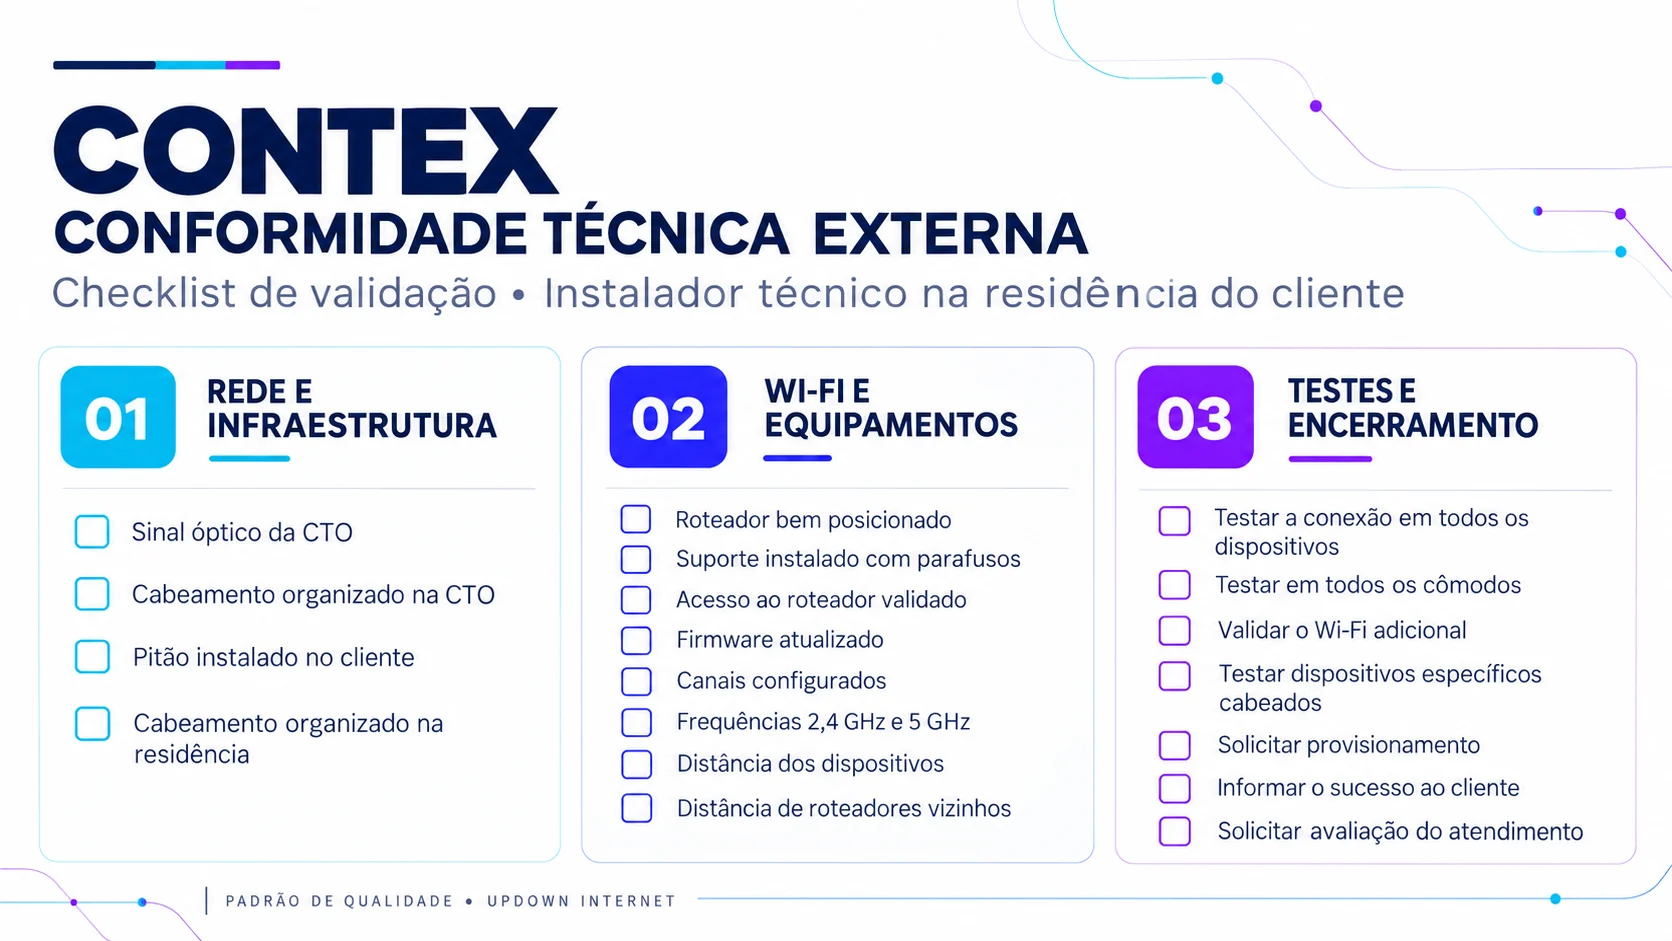 CONTEX
CONFORMIDADE TÉCNICA EXTERNA
Checklist de validação • Instalador técnico na residência do cliente
01
REDE E
INFRAESTRUTURA
Sinal óptico da CTO
Cabeamento organizado na CTO
Pitão instalado no cliente
Cabeamento organizado na
residência
02
WI-FI E
EQUIPAMENTOS
Roteador bem posicionado
Suporte instalado com parafusos
Acesso ao roteador validado
Firmware atualizado
Canais configurados
Frequências 2,4 GHz e 5 GHz
Distância dos dispositivos
Distância de roteadores vizinhos
03
TESTES E
ENCERRAMENTO
Testar a conexão em todos os
dispositivos
Testar em todos os cômodos
Validar o Wi-Fi adicional
Testar dispositivos específicos
cabeados
Solicitar provisionamento
Informar o sucesso ao cliente
Solicitar avaliação do atendimento
PADRÃO DE QUALIDADE • UPDOWN INTERNET